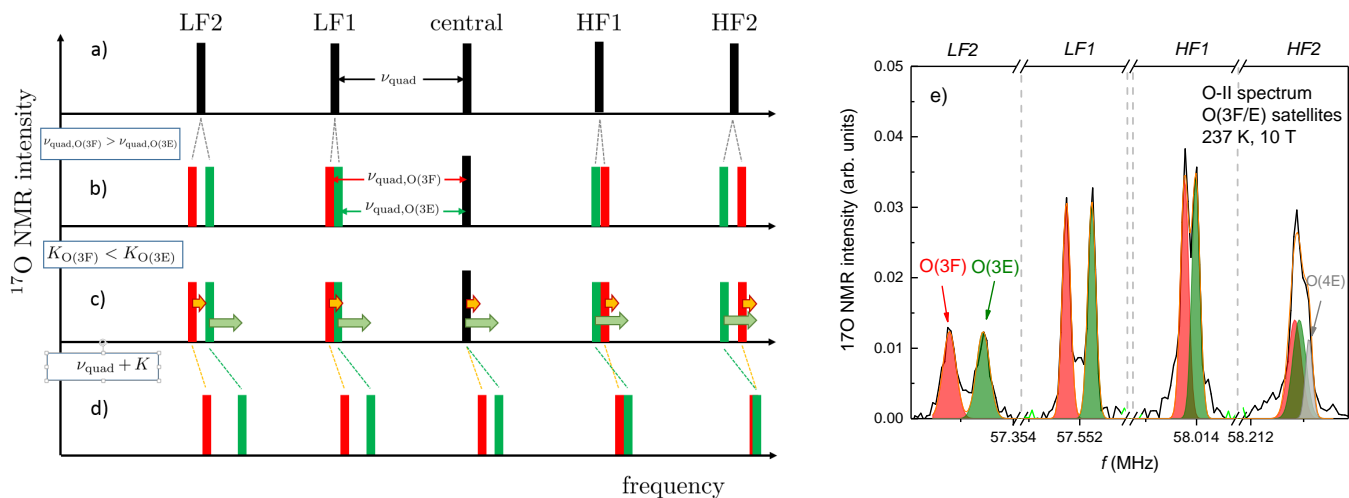 LF2 LF1 central HF1 HF2
a)
ν_quad
ν_quad,O(3F) > ν_quad,O(3E)
b)
ν_quad,O(3F)
ν_quad,O(3E)
K_O(3F) < K_O(3E)
c)
ν_quad + K
d)
¹⁷O NMR intensity
frequency
LF2 LF1 HF1 HF2
e)
O-II spectrum
O(3F/E) satellites
237 K, 10 T
O(3F) O(3E)
O(4E)
0.05
0.04
0.03
0.02
0.01
0.00
17O NMR intensity (arb. units)
57.354 57.552 58.014 58.212
f (MHz)